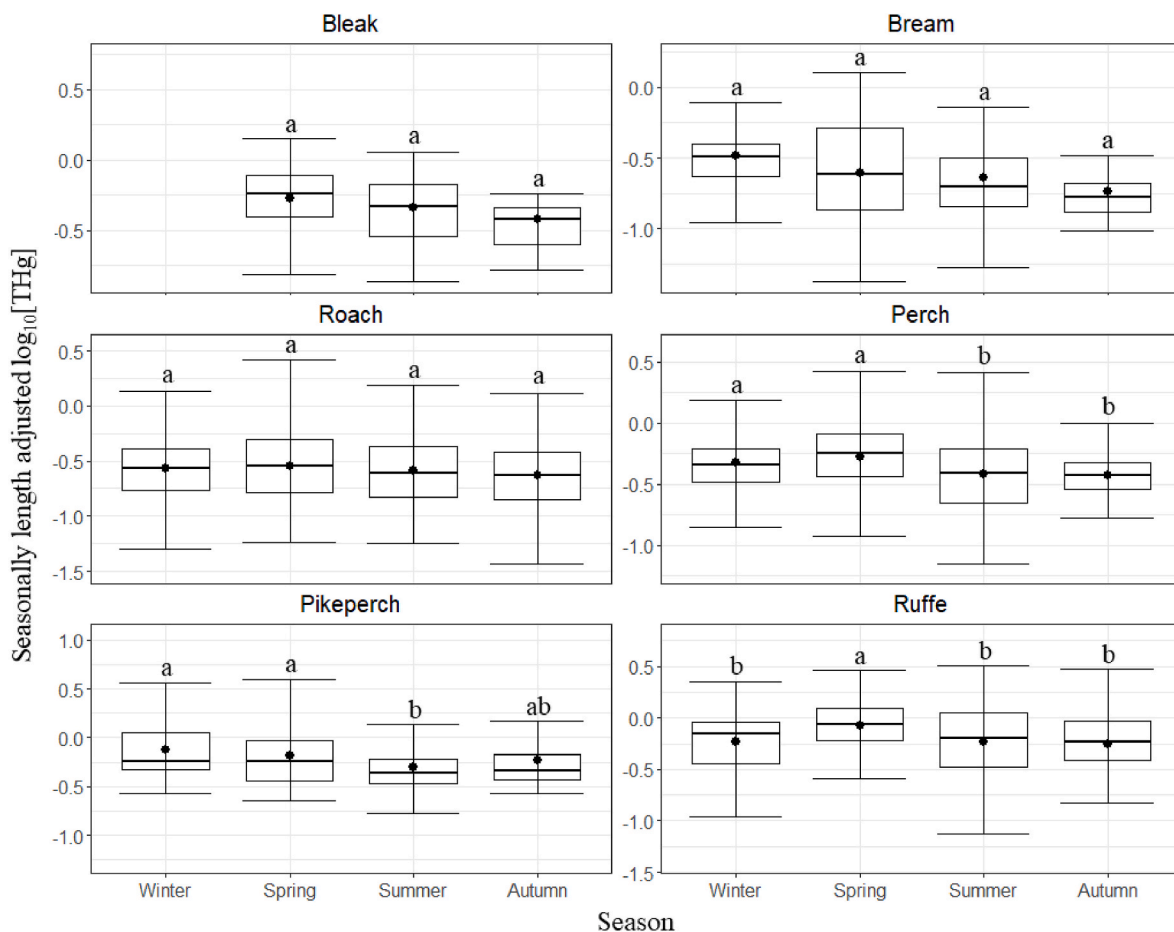 Bleak
Bream
0.5
0.0
-0.5
a
a
a
0.0
-0.5
-1.0
a
a
a
a
Roach
Perch
0.5
0.0
-0.5
-1.0
-1.5
a
a
a
a
0.5
0.0
-0.5
-1.0
a
a
b
b
Pikeperch
Ruffe
1.0
0.5
0.0
-0.5
-1.0
a
a
b
ab
0.5
0.0
-0.5
-1.0
-1.5
b
a
b
b
Winter Spring Summer Autumn
Winter Spring Summer Autumn
Season
Seasonally length adjusted log₁₀[THg]